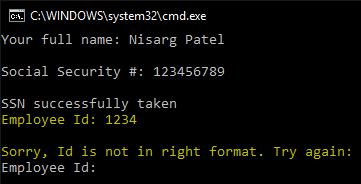 C:\WINDOWS\system32\cmd.exe
Your full name: Nisarg Patel
Social Security #: 123456789
SSN successfully taken
Employee Id: 1234
Sorry, Id is not in right format. Try again:
Employee Id: